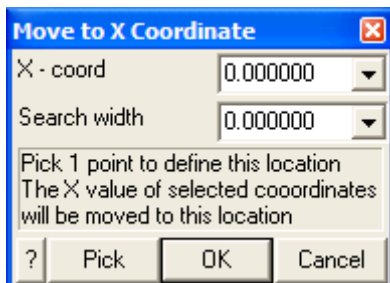 Move to X Coordinate
X - coord 0.000000
Search width 0.000000
Pick 1 point to define this location
The X value of selected cooordinates
will be moved to this location
? Pick OK Cancel